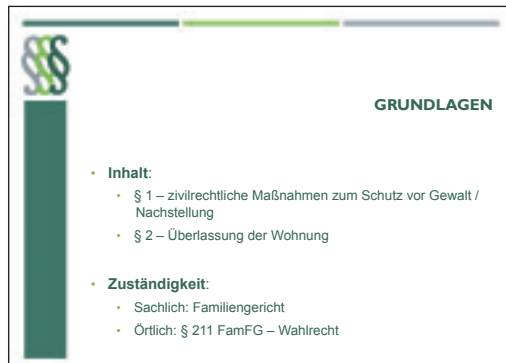 GRUNDLAGEN
• Inhalt:
• § 1 – zivilrechtliche Maßnahmen zum Schutz vor Gewalt /
Nachstellung
• § 2 – Überlassung der Wohnung
• Zuständigkeit:
• Sachlich: Familiengericht
• Örtlich: § 211 FamFG – Wahlrecht